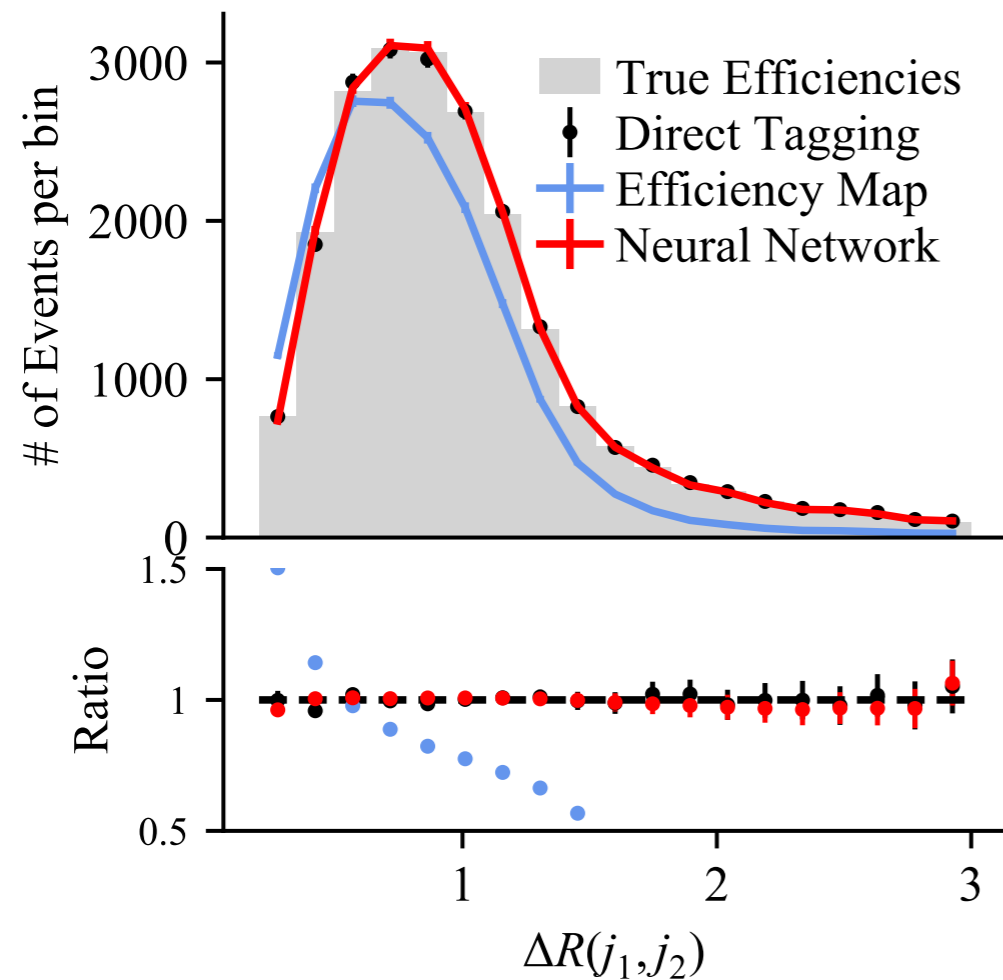 3000
2000
1000
0
# of Events per bin
True Efficiencies
Direct Tagging
Efficiency Map
Neural Network
1.5
1
0.5
Ratio
1 2 3
ΔR(j₁, j₂)